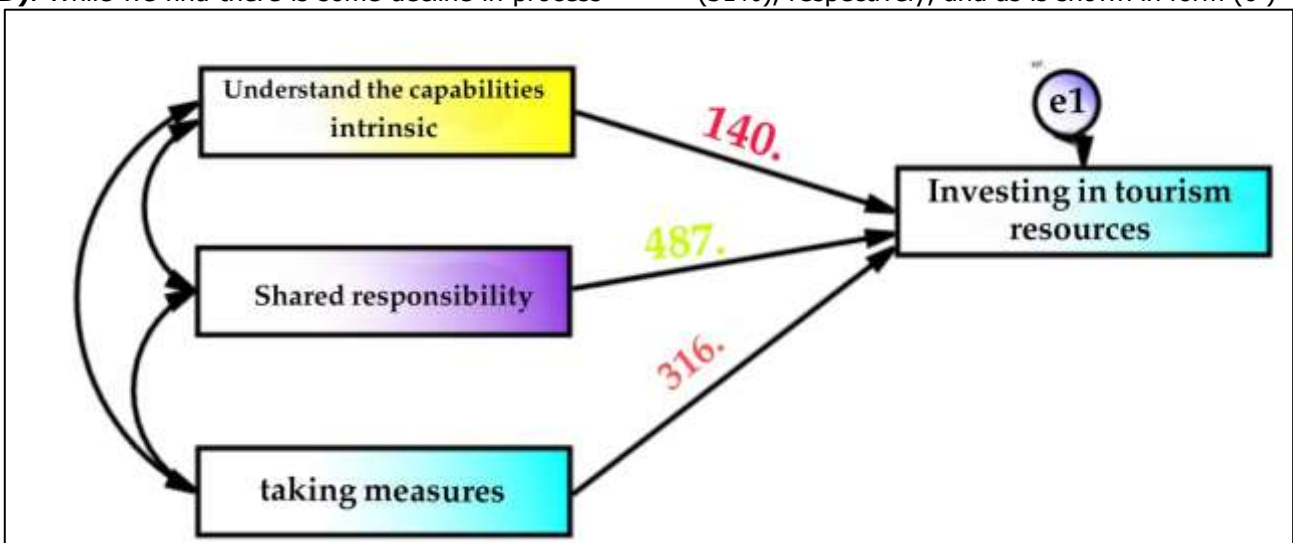 Understand the capabilities
intrinsic
140.
e1
Investing in tourism
resources
487.
Shared responsibility
316.
taking measures